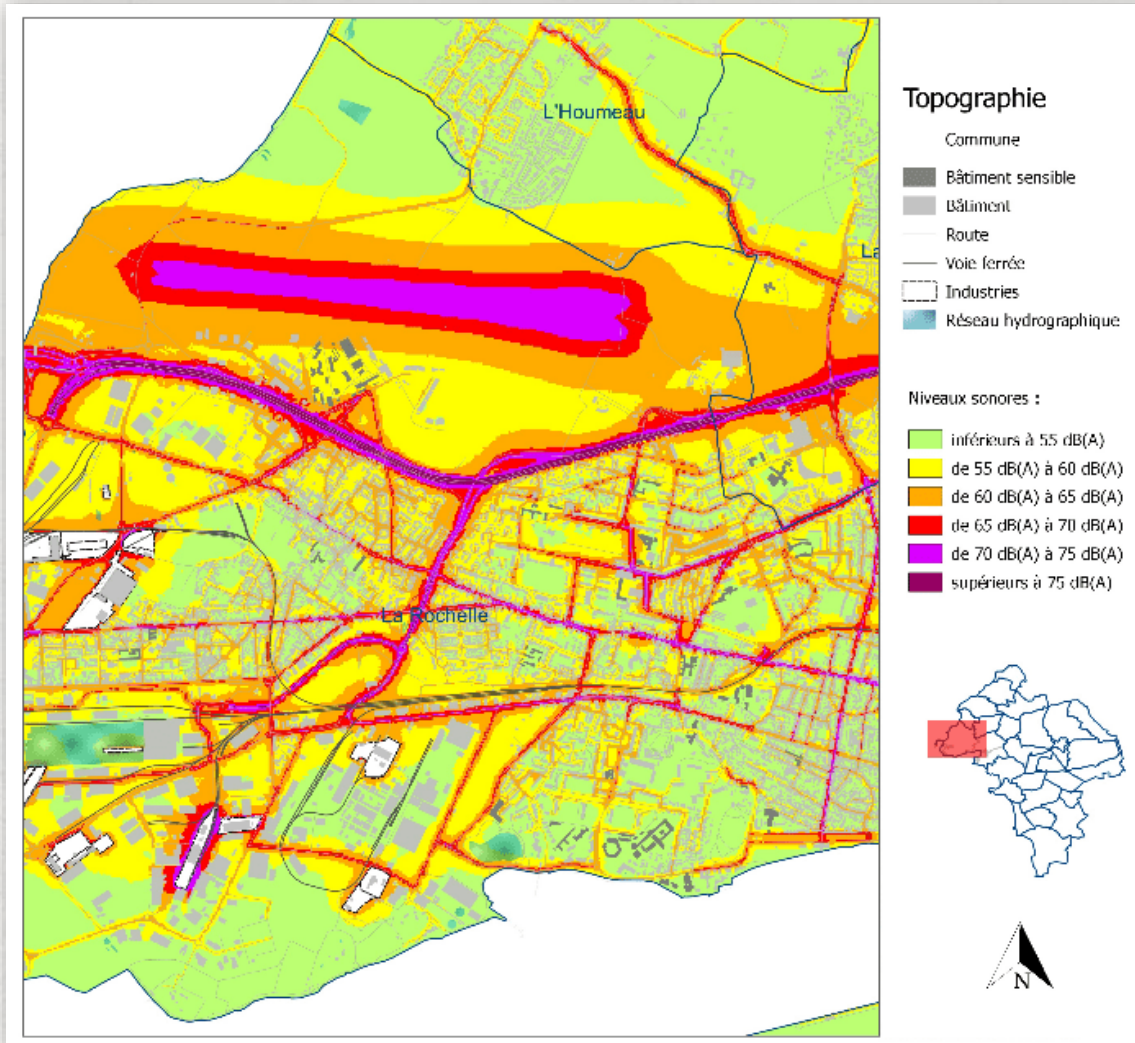 L'Houmeau
La
La Rochelle
Topographie
Commune
Bâtiment sensible
Bâtiment
Route
Voie ferrée
Industries
Réseau hydrographique
Niveaux sonores :
inférieurs à 55 dB(A)
de 55 dB(A) à 60 dB(A)
de 60 dB(A) à 65 dB(A)
de 65 dB(A) à 70 dB(A)
de 70 dB(A) à 75 dB(A)
supérieurs à 75 dB(A)
N